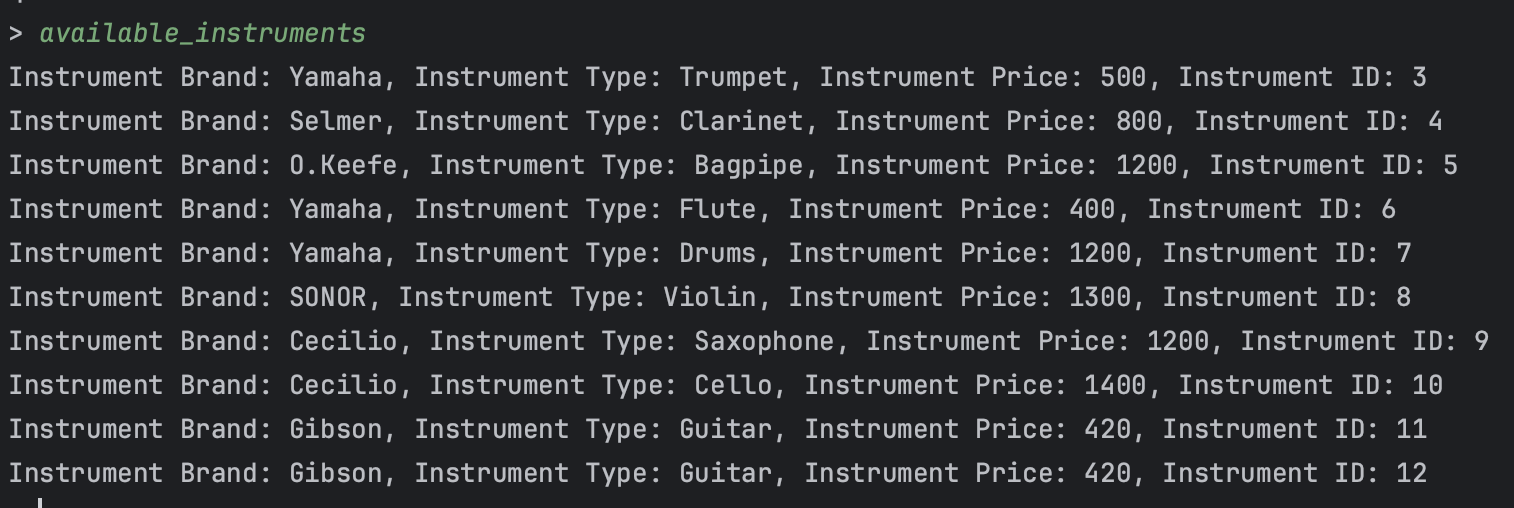 > available_instruments
Instrument Brand: Yamaha, Instrument Type: Trumpet, Instrument Price: 500, Instrument ID: 3
Instrument Brand: Selmer, Instrument Type: Clarinet, Instrument Price: 800, Instrument ID: 4
Instrument Brand: O.Keefe, Instrument Type: Bagpipe, Instrument Price: 1200, Instrument ID: 5
Instrument Brand: Yamaha, Instrument Type: Flute, Instrument Price: 400, Instrument ID: 6
Instrument Brand: Yamaha, Instrument Type: Drums, Instrument Price: 1200, Instrument ID: 7
Instrument Brand: SONOR, Instrument Type: Violin, Instrument Price: 1300, Instrument ID: 8
Instrument Brand: Cecilio, Instrument Type: Saxophone, Instrument Price: 1200, Instrument ID: 9
Instrument Brand: Cecilio, Instrument Type: Cello, Instrument Price: 1400, Instrument ID: 10
Instrument Brand: Gibson, Instrument Type: Guitar, Instrument Price: 420, Instrument ID: 11
Instrument Brand: Gibson, Instrument Type: Guitar, Instrument Price: 420, Instrument ID: 12